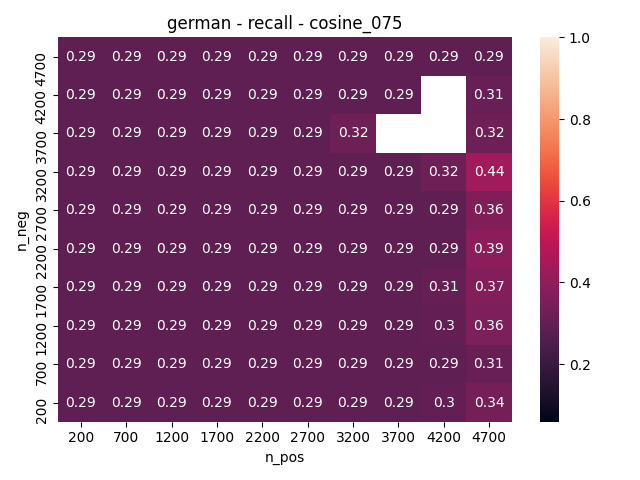 german - recall - cosine_075
4700 0.29 0.29 0.29 0.29 0.29 0.29 0.29 0.29 0.29 0.29
4200 0.29 0.29 0.29 0.29 0.29 0.29 0.29 0.29 0.31
3700 0.29 0.29 0.29 0.29 0.29 0.29 0.32 0.32
3200 0.29 0.29 0.29 0.29 0.29 0.29 0.29 0.29 0.32 0.44
2700 0.29 0.29 0.29 0.29 0.29 0.29 0.29 0.29 0.29 0.36
2200 0.29 0.29 0.29 0.29 0.29 0.29 0.29 0.29 0.29 0.39
1700 0.29 0.29 0.29 0.29 0.29 0.29 0.29 0.29 0.31 0.37
1200 0.29 0.29 0.29 0.29 0.29 0.29 0.29 0.29 0.3 0.36
700 0.29 0.29 0.29 0.29 0.29 0.29 0.29 0.29 0.29 0.31
200 0.29 0.29 0.29 0.29 0.29 0.29 0.29 0.29 0.3 0.34
200 700 1200 1700 2200 2700 3200 3700 4200 4700
n_pos
n_neg
1.0
0.8
0.6
0.4
0.2